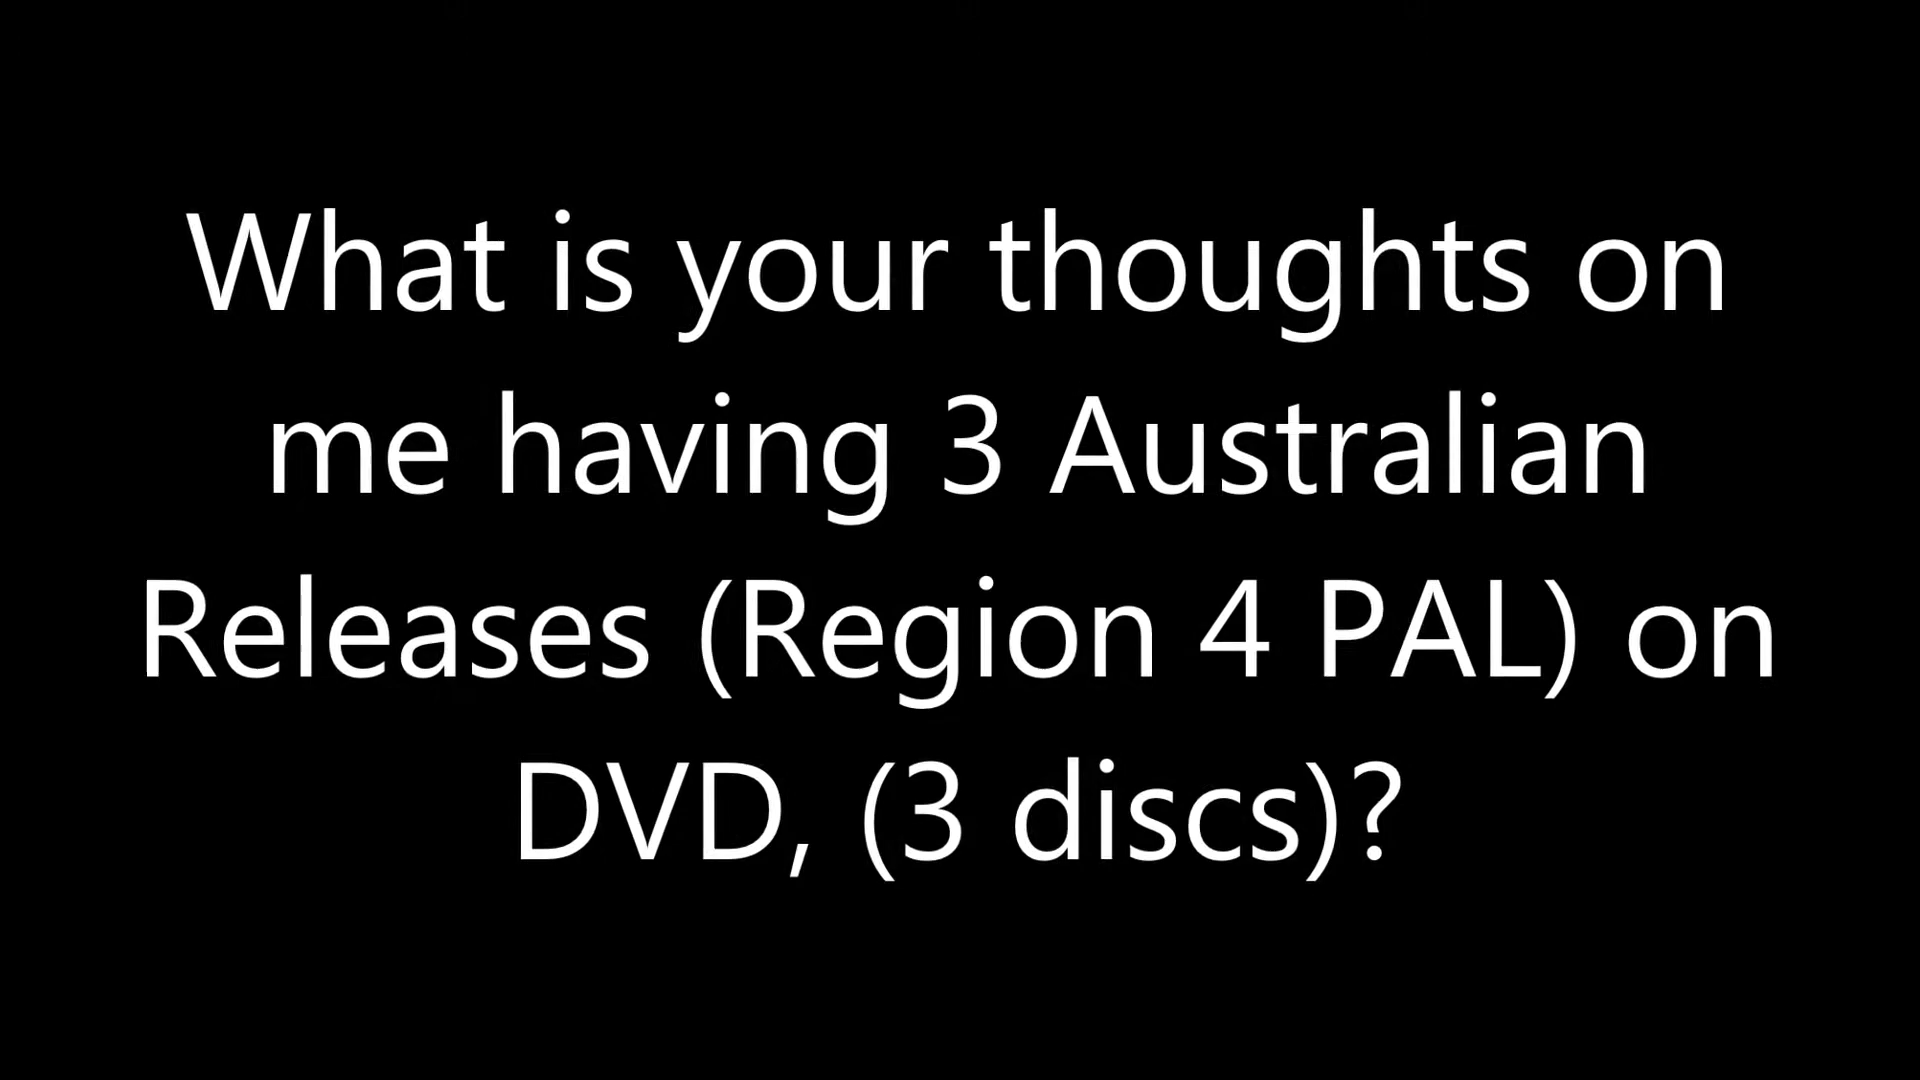 What is your thoughts on
me having 3 Australian
Releases (Region 4 PAL) on
DVD, (3 discs)?